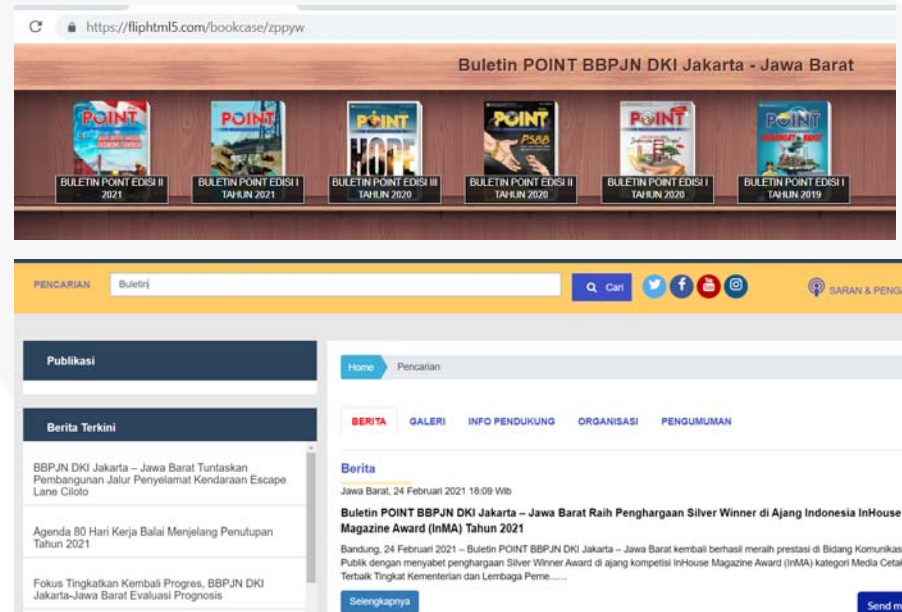 https://fliphtml5.com/bookcase/zppyw
Buletin POINT BBPJN DKI Jakarta - Jawa Barat
POINT
POINT
POINT
HOPE
POINT
PSBB
POINT
POINT
BULETIN POINT EDISI II
2021
BULETIN POINT EDISI I
TAHUN 2021
BULETIN POINT EDISI III
TAHUN 2020
BULETIN POINT EDISI II
TAHUN 2020
BULETIN POINT EDISI I
TAHUN 2020
BULETIN POINT EDISI I
TAHUN 2019
PENCARIAN
Buletin
Cari
SARAN & PENGA
Publikasi
Home
Pencarian
Berita Terkini
BERITA GALERI INFO PENDUKUNG ORGANISASI PENGUMUMAN
BBPJN DKI Jakarta – Jawa Barat Tuntaskan
Pembangunan Jalur Penyelamat Kendaraan Escape
Lane Ciloto
Agenda 80 Hari Kerja Balai Menjelang Penutupan
Tahun 2021
Fokus Tingkatkan Kembali Progres, BBPJN DKI
Jakarta-Jawa Barat Evaluasi Prognosis
Berita
Jawa Barat, 24 Februari 2021 18:09 Wib
Buletin POINT BBPJN DKI Jakarta – Jawa Barat Raih Penghargaan Silver Winner di Ajang Indonesia InHouse
Magazine Award (InMA) Tahun 2021
Bandung, 24 Februari 2021 – Buletin POINT BBPJN DKI Jakarta – Jawa Barat kembali berhasil meraih prestasi di Bidang Komunikas
Publik dengan menyabet penghargaan Silver Winner Award di ajang kompetisi InHouse Magazine Award (InMA) kategori Media Cetak
Terbaik Tingkat Kementerian dan Lembaga Peme......
Selengkapnya
Send m